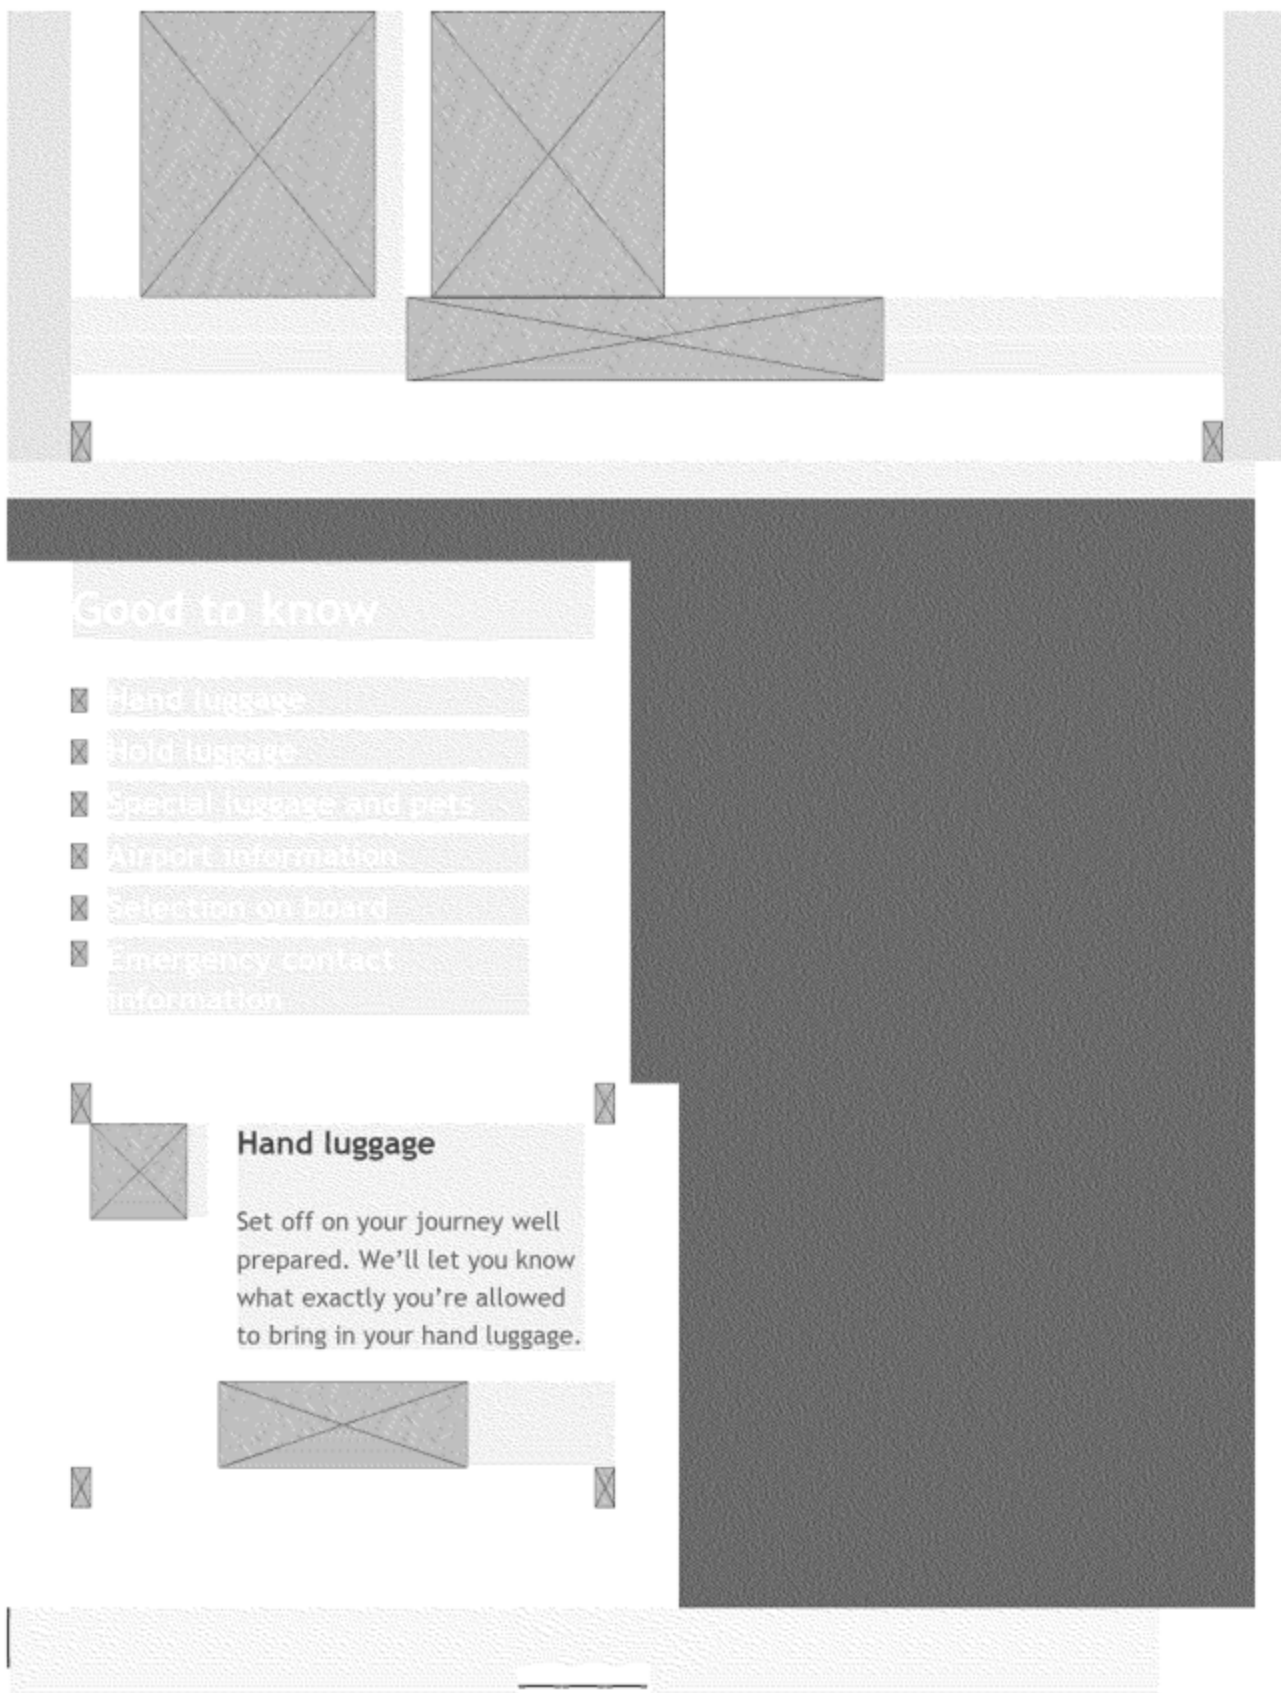 Good to know
Hand luggage
Hold luggage
Special luggage and pets
Airport information
Selection on board
Emergency contact
information
Hand luggage
Set off on your journey well
prepared. We’ll let you know
what exactly you’re allowed
to bring in your hand luggage.